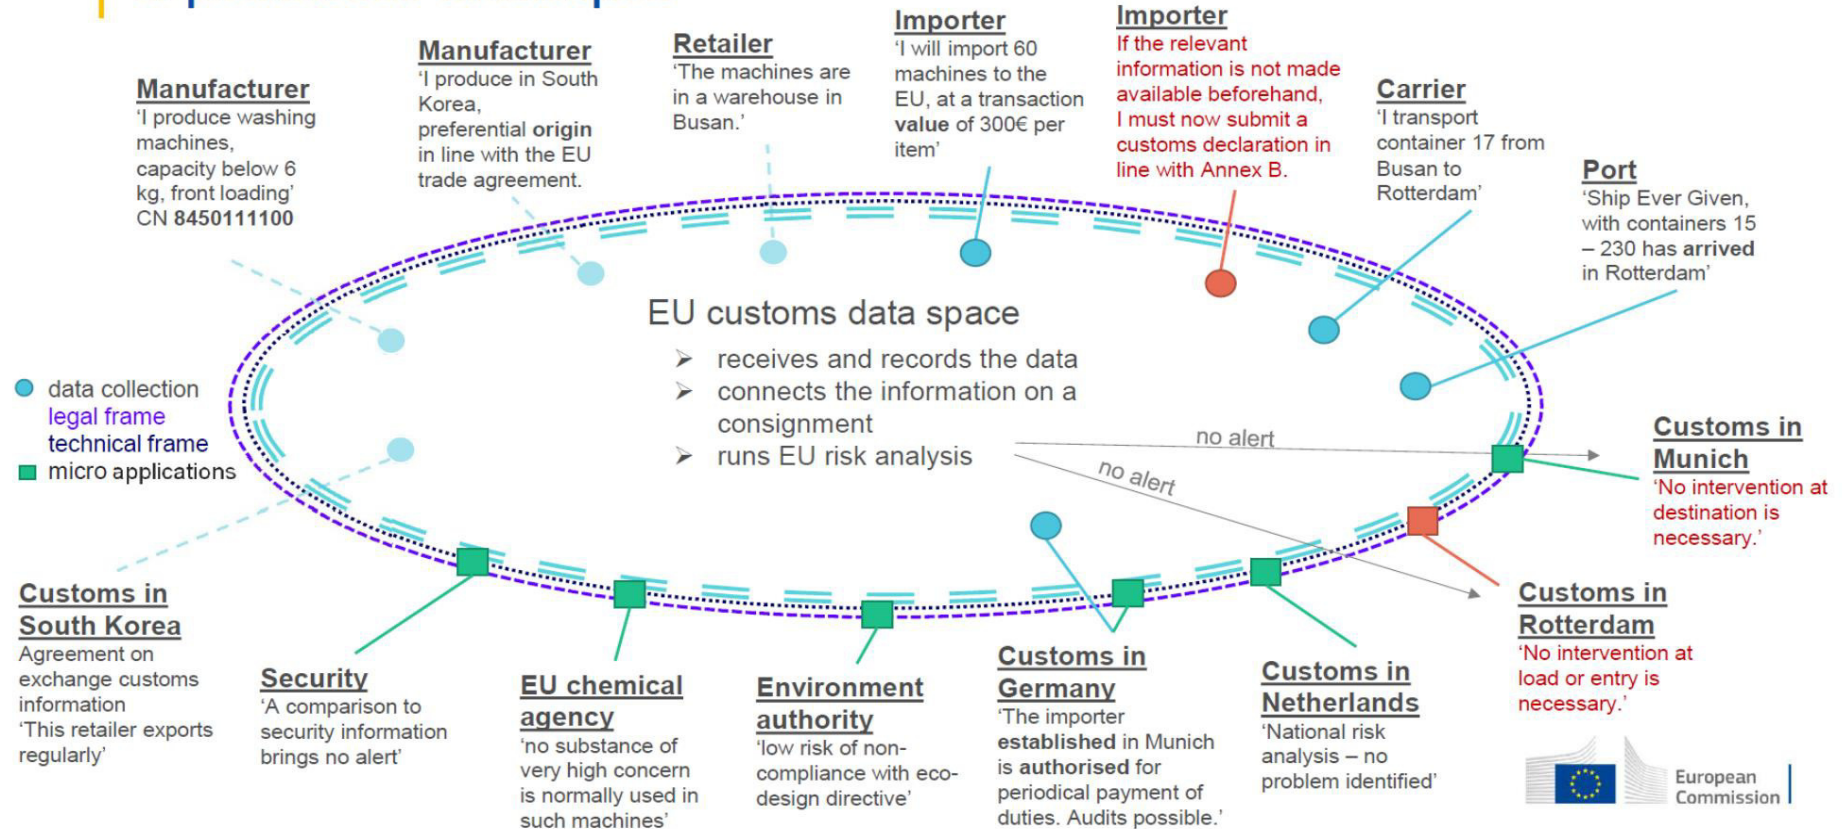 Manufacturer
‘I produce washing
machines,
capacity below 6
kg, front loading’
CN 8450111100
Manufacturer
‘I produce in South
Korea,
preferential origin
in line with the EU
trade agreement.
Retailer
‘The machines are
in a warehouse in
Busan.’
Importer
‘I will import 60
machines to the
EU, at a transaction
value of 300€ per
item’
Importer
If the relevant
information is not made
available beforehand,
I must now submit a
customs declaration in
line with Annex B.
Carrier
‘I transport
container 17 from
Busan to
Rotterdam’
Port
‘Ship Ever Given,
with containers 15
– 230 has arrived
in Rotterdam’
EU customs data space
➢ receives and records the data
➢ connects the information on a
consignment
➢ runs EU risk analysis
no alert
no alert
data collection
legal frame
technical frame
micro applications
Customs in
Munich
‘No intervention at
destination is
necessary.’
Customs in
Rotterdam
‘No intervention at
load or entry is
necessary.’
Customs in
South Korea
Agreement on
exchange customs
information
‘This retailer exports
regularly’
Security
‘A comparison to
security information
brings no alert’
EU chemical
agency
‘no substance of
very high concern
is normally used in
such machines’
Environment
authority
‘low risk of non-
compliance with eco-
design directive’
Customs in
Germany
‘The importer
established in Munich
is authorised for
periodical payment of
duties. Audits possible.’
Customs in
Netherlands
‘National risk
analysis – no
problem identified’
European
Commission